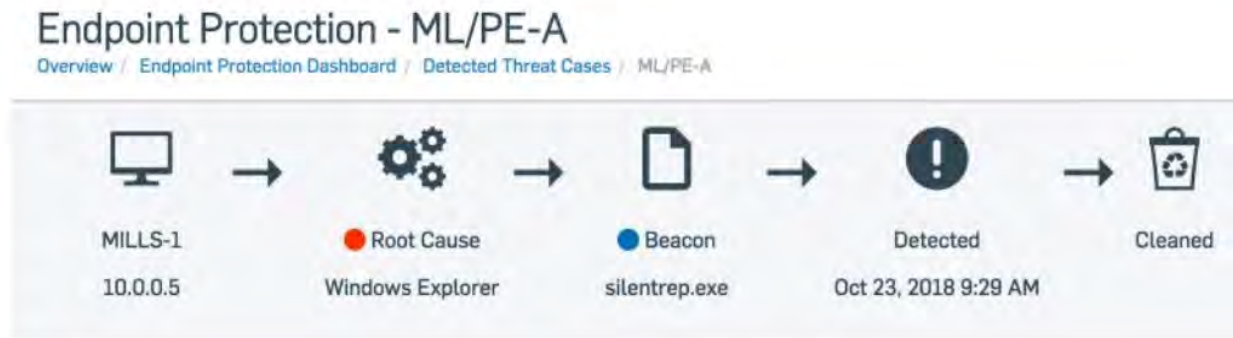 Endpoint Protection - ML/PE-A
Overview / Endpoint Protection Dashboard / Detected Threat Cases / ML/PE-A
MILLS-1
Root Cause
Beacon
Detected
Cleaned
10.0.0.5
Windows Explorer
silentrep.exe
Oct 23, 2018 9:29 AM